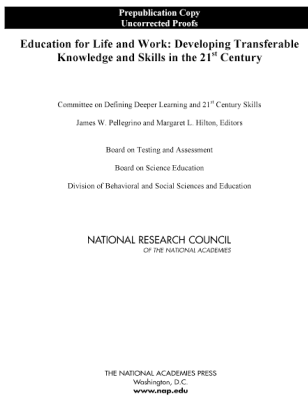 Prepublication Copy
Uncorrected Proofs
Education for Life and Work: Developing Transferable
Knowledge and Skills in the 21st Century
Committee on Defining Deeper Learning and 21st Century Skills
James W. Pellegrino and Margaret L. Hilton, Editors
Board on Testing and Assessment
Board on Science Education
Division of Behavioral and Social Sciences and Education
NATIONAL RESEARCH COUNCIL
OF THE NATIONAL ACADEMIES
THE NATIONAL ACADEMIES PRESS
Washington, D.C.
www.nap.edu